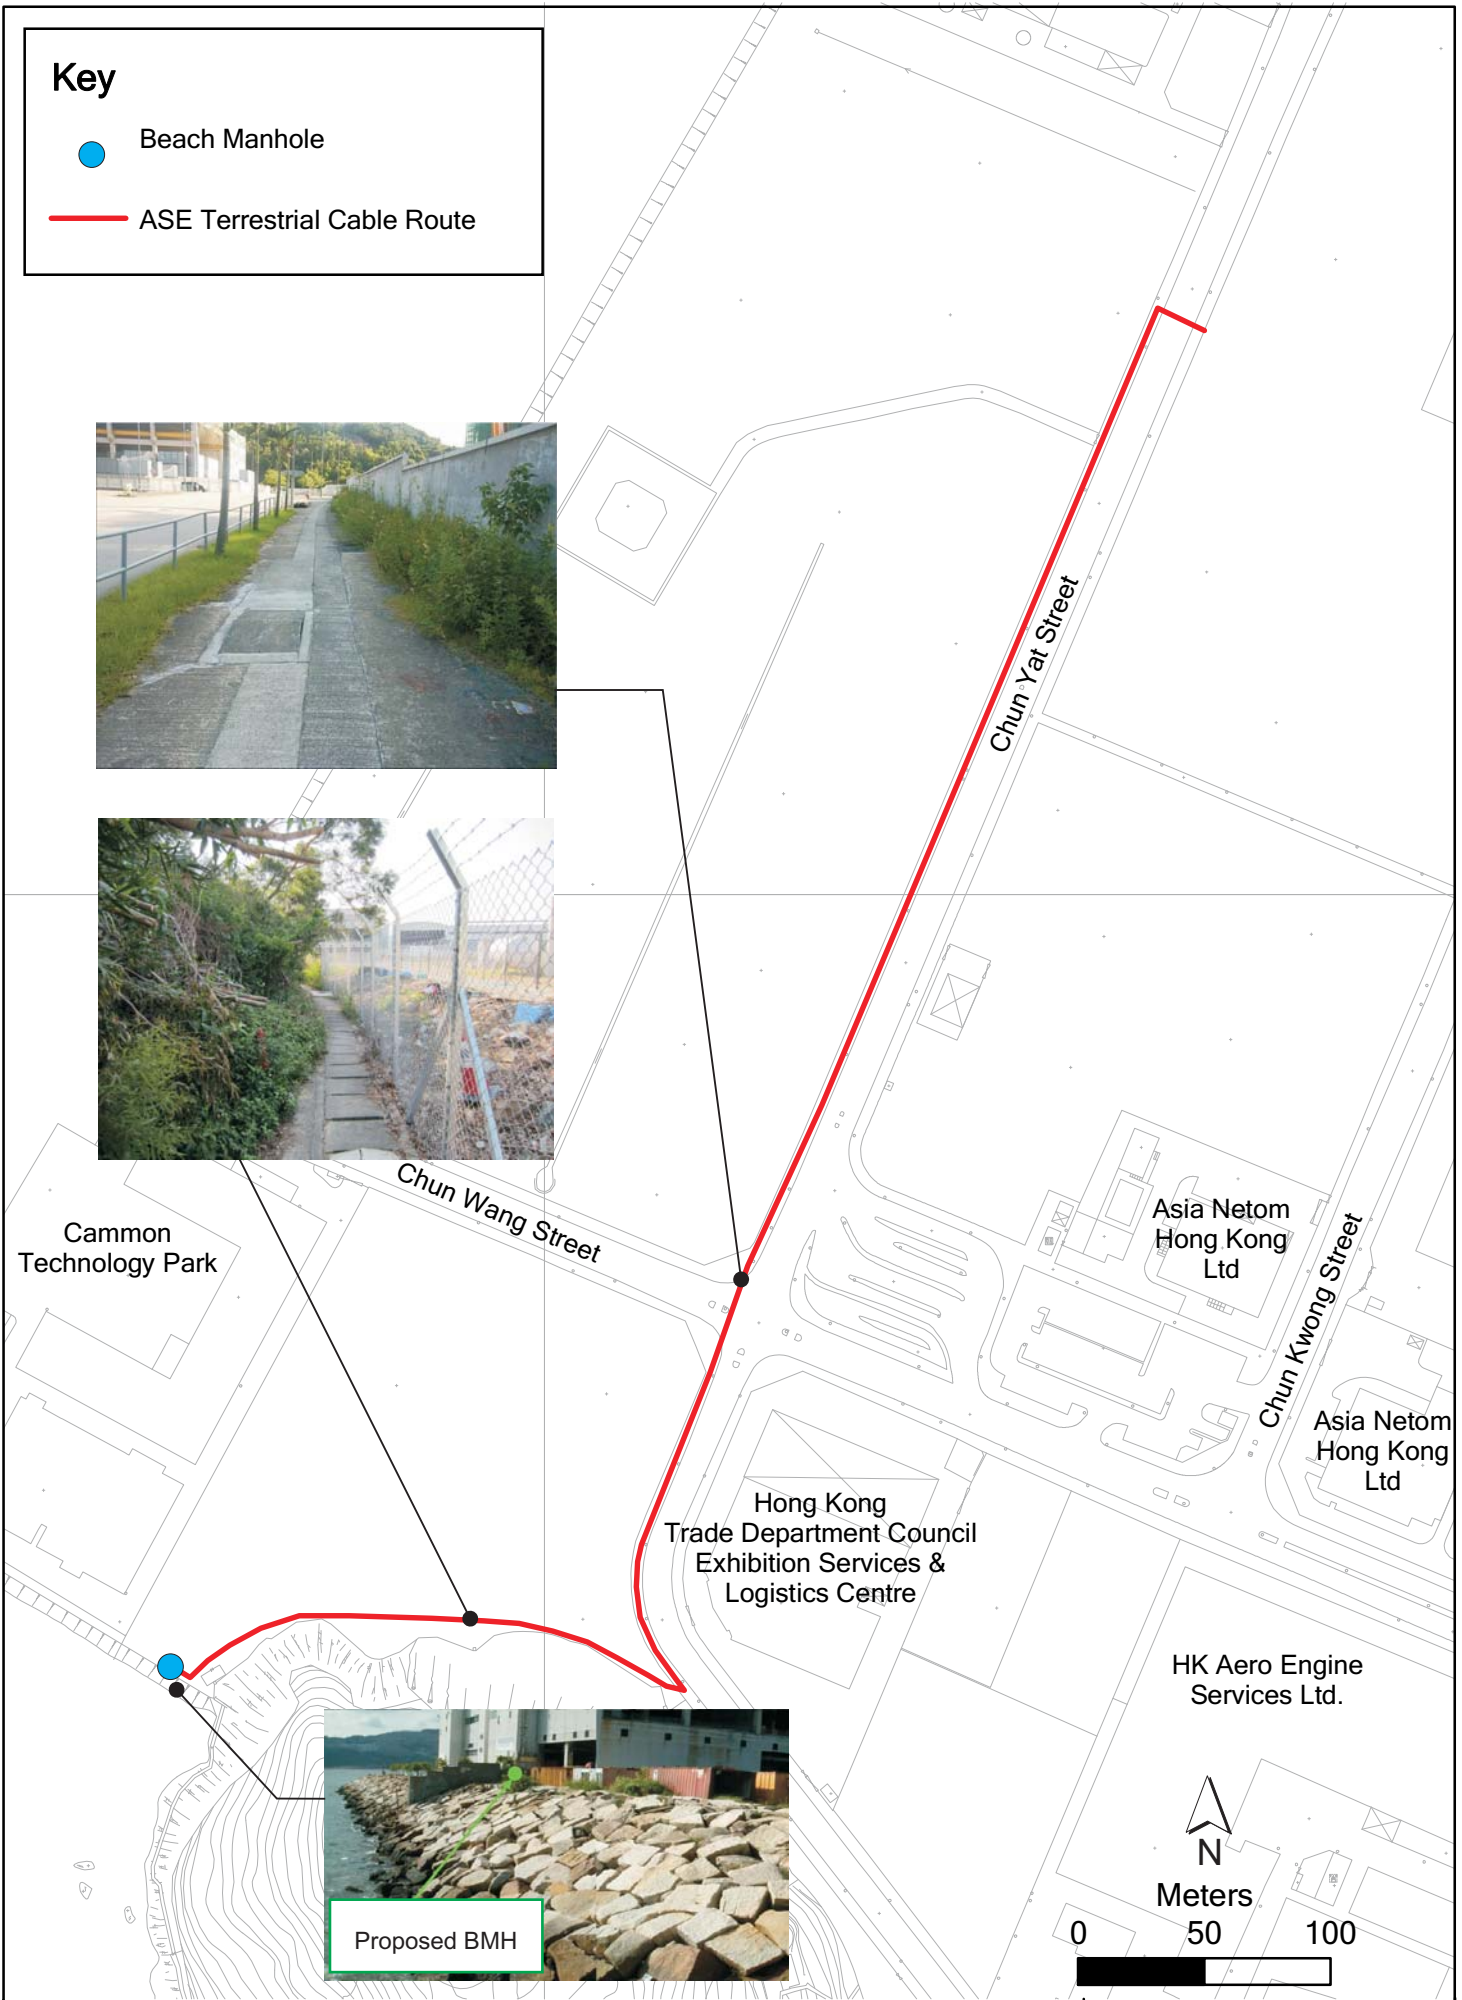 Key
Beach Manhole
ASE Terrestrial Cable Route
Chun Yat Street
Chun Wang Street
Cammon
Technology Park
Asia Netom
Hong Kong
Ltd
Chun Kwong Street
Asia Netom
Hong Kong
Ltd
Hong Kong
Trade Department Council
Exhibition Services &
Logistics Centre
HK Aero Engine
Services Ltd.
Proposed BMH
N
Meters
0 50 100